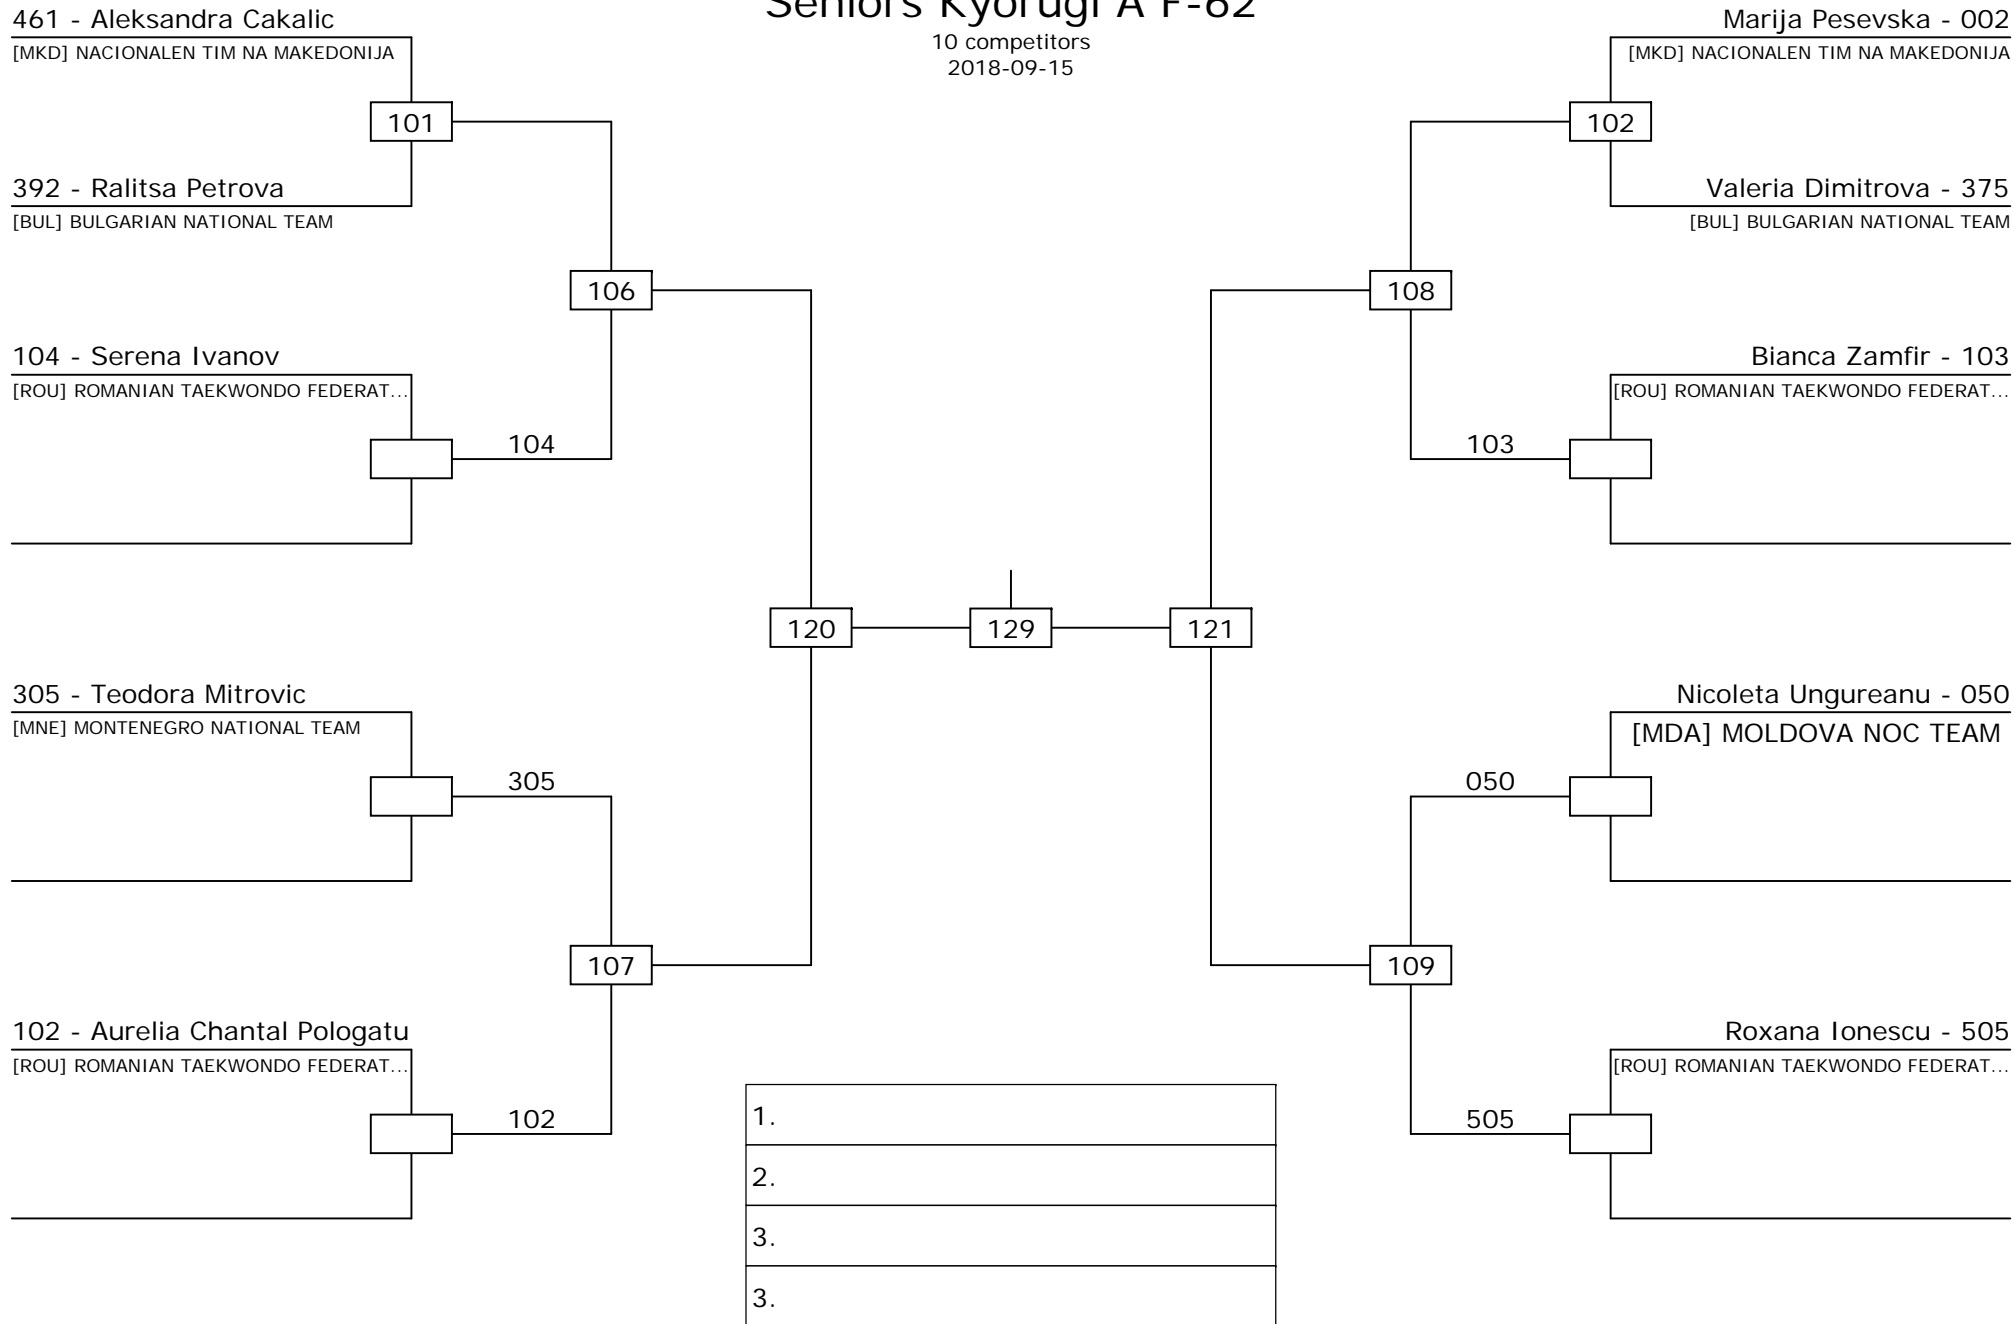 Seniors Kyorugi A F-62
10 competitors
2018-09-15
461 - Aleksandra Cakalic
[MKD] NACIONALEN TIM NA MAKEDONIJA
101
392 - Ralitsa Petrova
[BUL] BULGARIAN NATIONAL TEAM
106
104 - Serena Ivanov
[ROU] ROMANIAN TAEKWONDO FEDERAT...
104
120
305 - Teodora Mitrovic
[MNE] MONTENEGRO NATIONAL TEAM
305
107
102 - Aurelia Chantal Pologatu
[ROU] ROMANIAN TAEKWONDO FEDERAT...
102
129
Marija Pesevska - 002
[MKD] NACIONALEN TIM NA MAKEDONIJA
102
Valeria Dimitrova - 375
[BUL] BULGARIAN NATIONAL TEAM
108
Bianca Zamfir - 103
[ROU] ROMANIAN TAEKWONDO FEDERAT...
103
121
Nicoleta Ungureanu - 050
[MDA] MOLDOVA NOC TEAM
050
109
Roxana Ionescu - 505
[ROU] ROMANIAN TAEKWONDO FEDERAT...
505
1.
2.
3.
3.